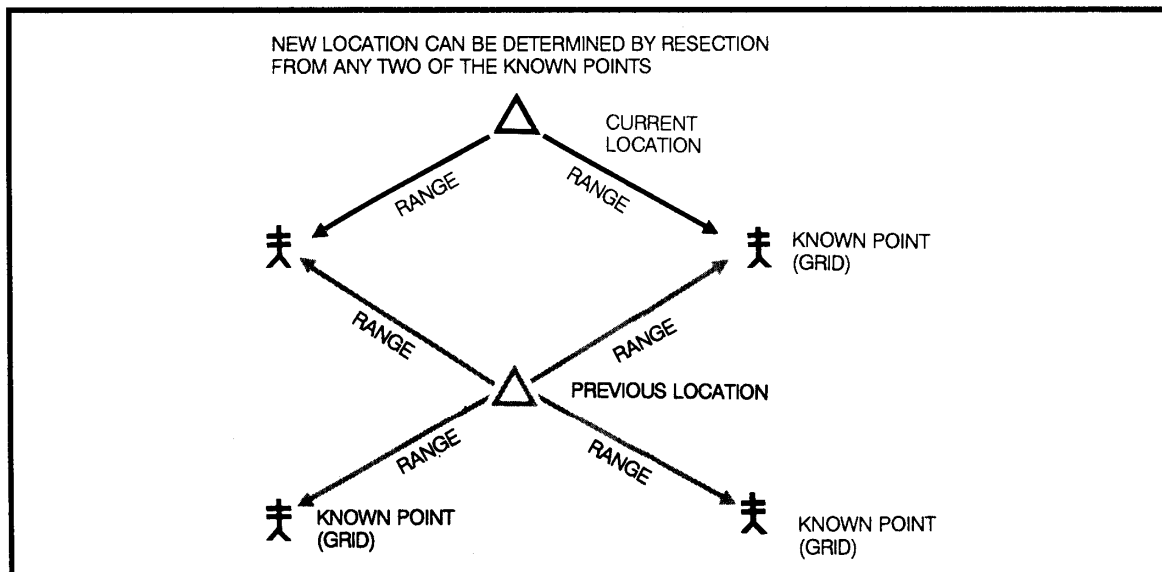 NEW LOCATION CAN BE DETERMINED BY RESECTION
FROM ANY TWO OF THE KNOWN POINTS
CURRENT
LOCATION
RANGE
RANGE
KNOWN POINT
(GRID)
RANGE
RANGE
PREVIOUS LOCATION
RANGE
RANGE
KNOWN POINT
(GRID)
KNOWN POINT
(GRID)